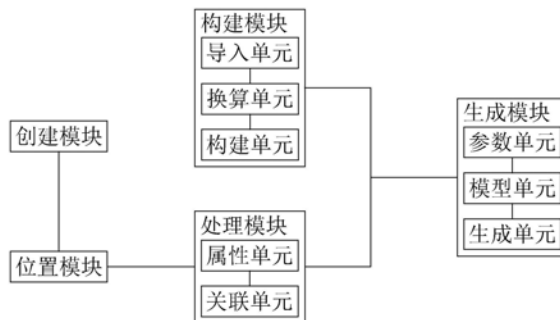 构建模块
导入单元
换算单元
构建单元
创建模块
位置模块
处理模块
属性单元
关联单元
生成模块
参数单元
模型单元
生成单元